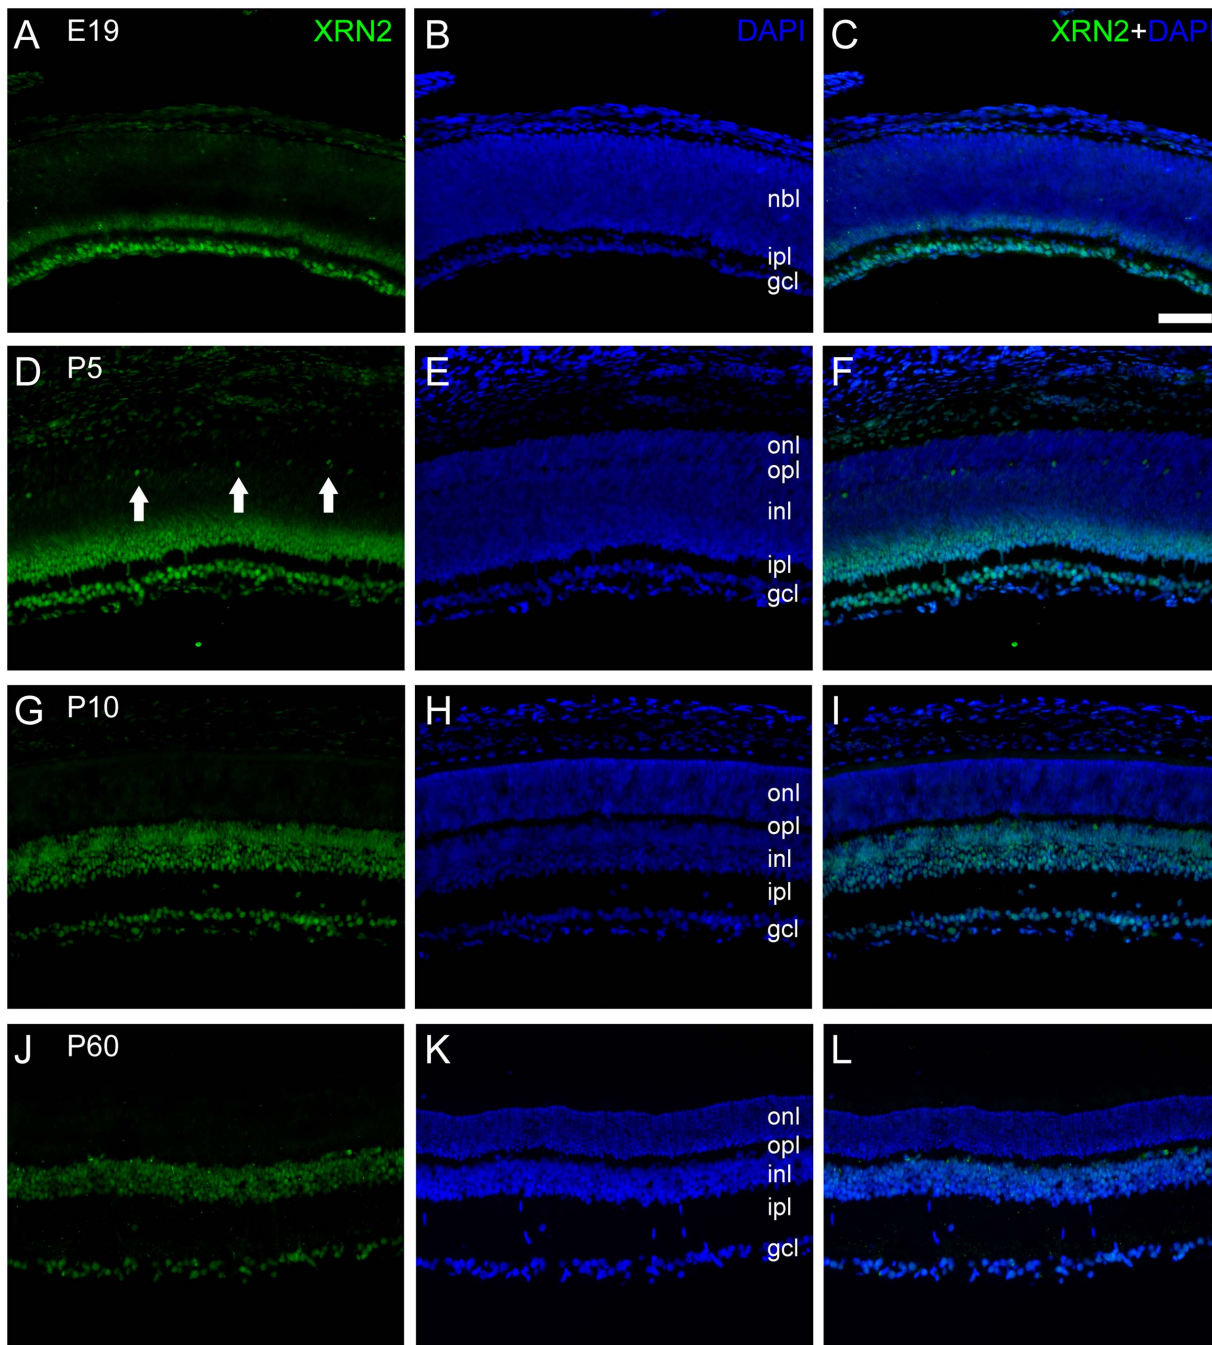 A E19 XRN2 B DAPI C XRN2+DAPI
nbl
ipl
gcl
D P5 E F
onl
opl
inl
ipl
gcl
G P10 H I
onl
opl
inl
ipl
gcl
J P60 K L
onl
opl
inl
ipl
gcl